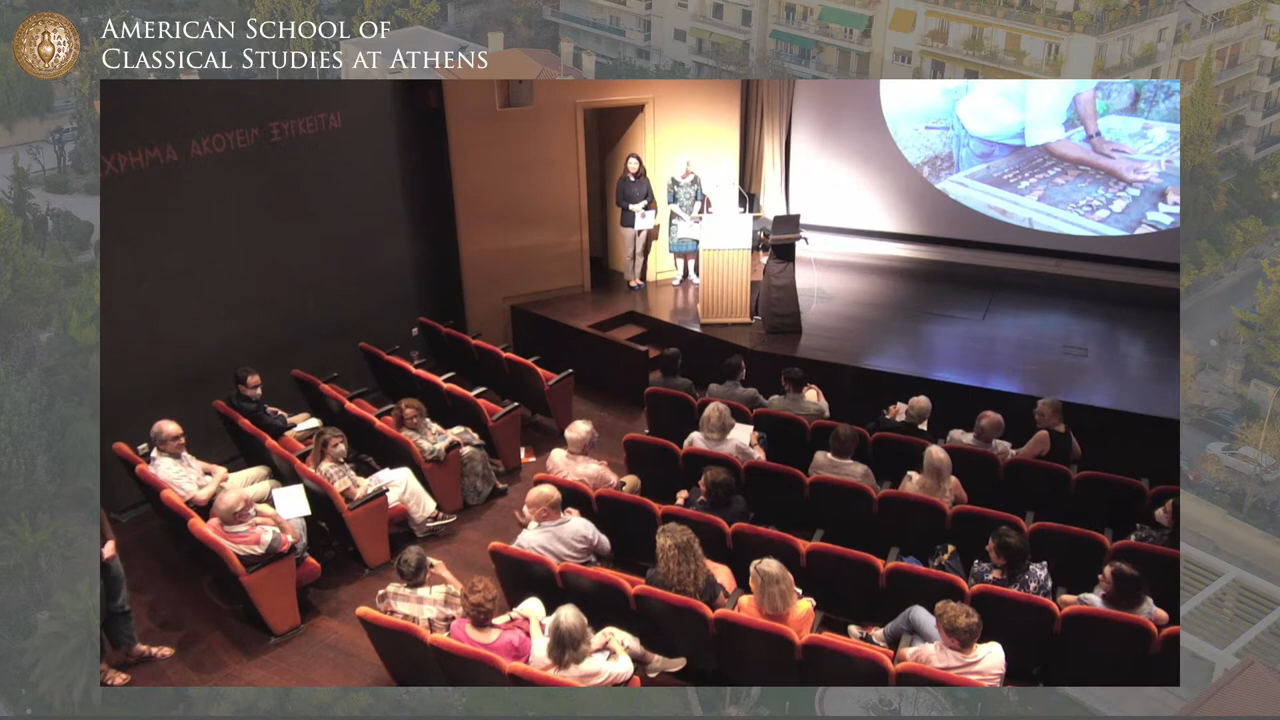 American School of
Classical Studies at Athens
ΧΡΗΜΑ ΑΚΟΥΕΙΝ ΞΥΓΚΕΙΤΑΙ